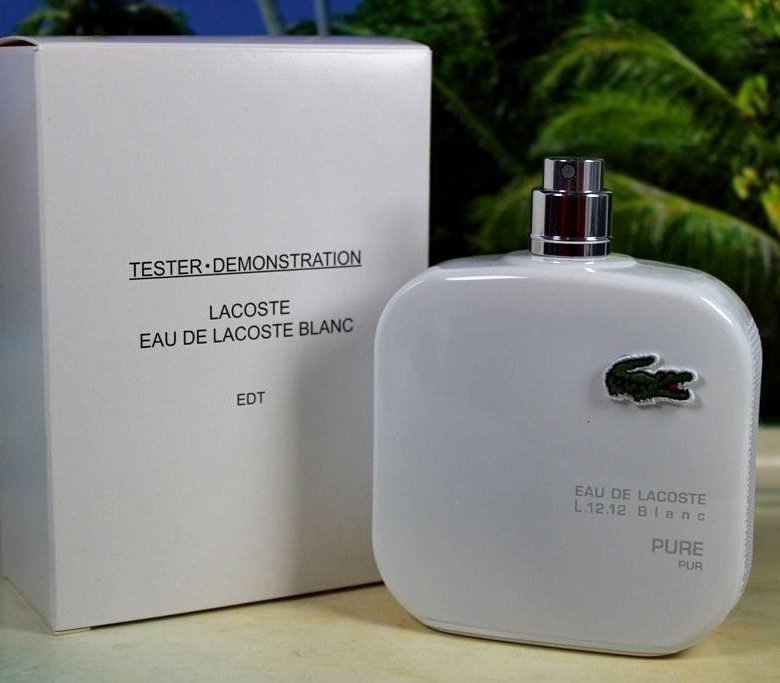 TESTER•DEMONSTRATION
LACOSTE
EAU DE LACOSTE BLANC
EDT
EAU DE LACOSTE
L.12.12 Blanc
PURE
PUR